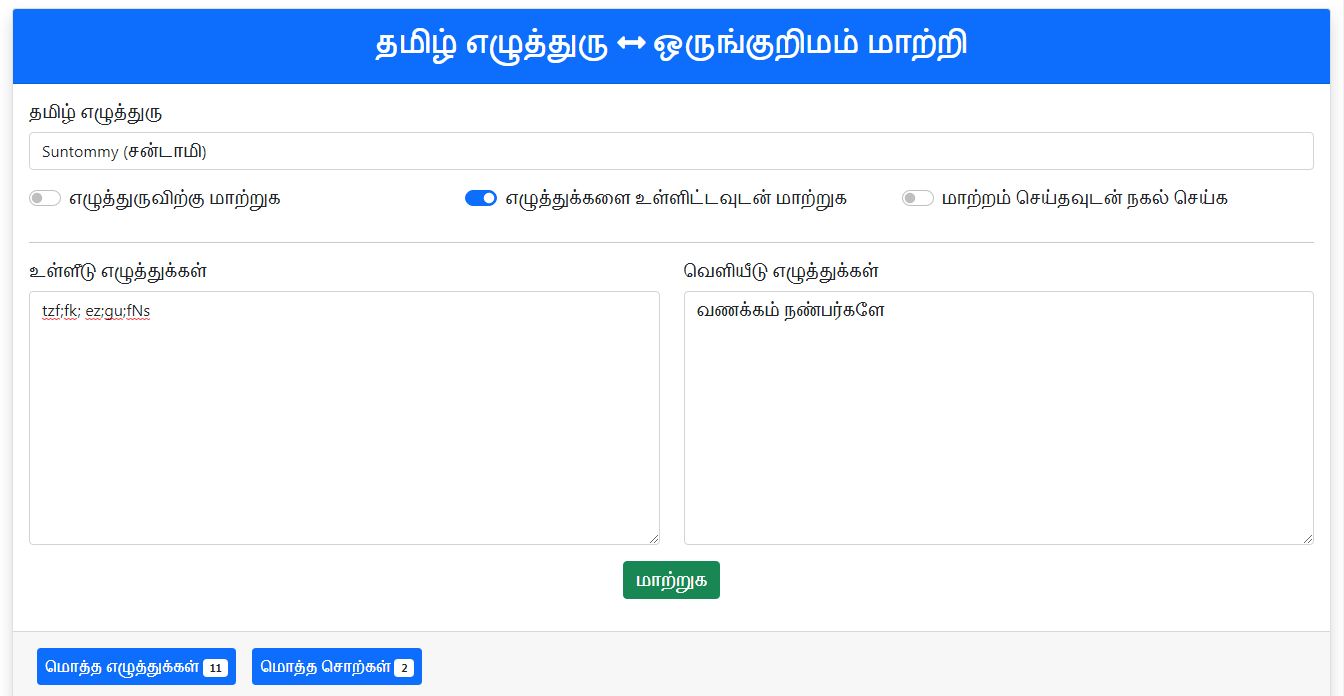 தமிழ் எழுத்துரு ↔ ஒருங்குறிமம் மாற்றி
தமிழ் எழுத்துரு
Suntommy (சன்டாமி)
எழுத்துருவிற்கு மாற்றுக
எழுத்துக்களை உள்ளிட்டவுடன் மாற்றுக
மாற்றம் செய்தவுடன் நகல் செய்க
உள்ளீடு எழுத்துக்கள்
tzf;fk; ez;gu;fNs
வெளியீடு எழுத்துக்கள்
வணக்கம் நண்பர்களே
மாற்றுக
மொத்த எழுத்துக்கள் 11
மொத்த சொற்கள் 2